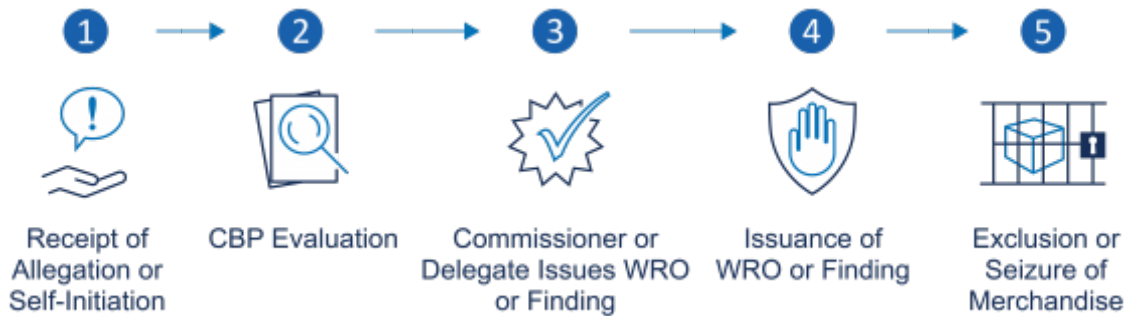 1
2
3
4
5
!
Receipt of
Allegation or
Self-Initiation
CBP Evaluation
Commissioner or
Delegate Issues WRO
or Finding
Issuance of
WRO or Finding
Exclusion or
Seizure of
Merchandise